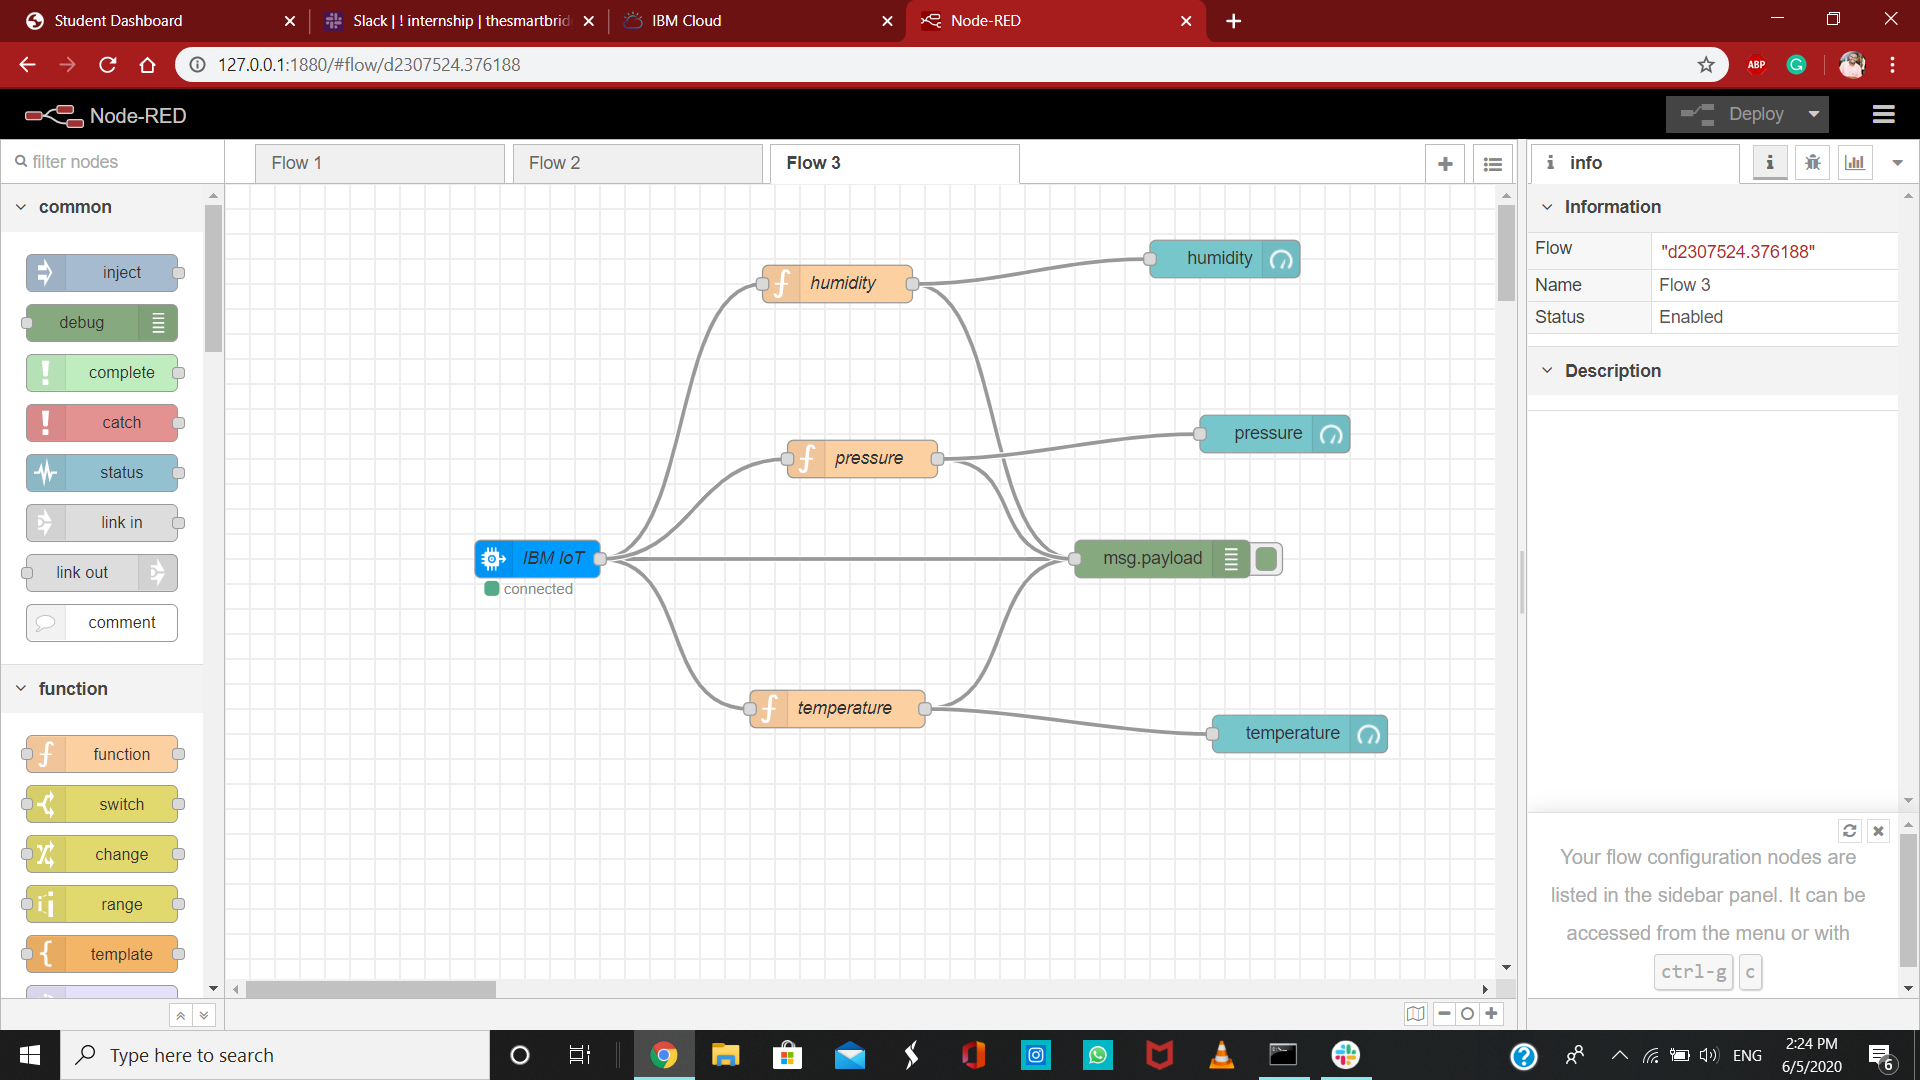 Student Dashboard
Slack | ! internship | thesmartbrid
IBM Cloud
Node-RED
127.0.0.1:1880/#flow/d2307524.376188
ABP
Node-RED
Deploy
filter nodes
Flow 1
Flow 2
Flow 3
info
common
inject
debug
complete
catch
status
link in
link out
comment
function
function
switch
change
range
template
humidity
humidity
pressure
pressure
IBM IoT
connected
msg.payload
temperature
temperature
Information
Flow
"d2307524.376188"
Name
Flow 3
Status
Enabled
Description
Your flow configuration nodes are
listed in the sidebar panel. It can be
accessed from the menu or with
ctrl-g c
Type here to search
ENG
2:24 PM
6/5/2020
6